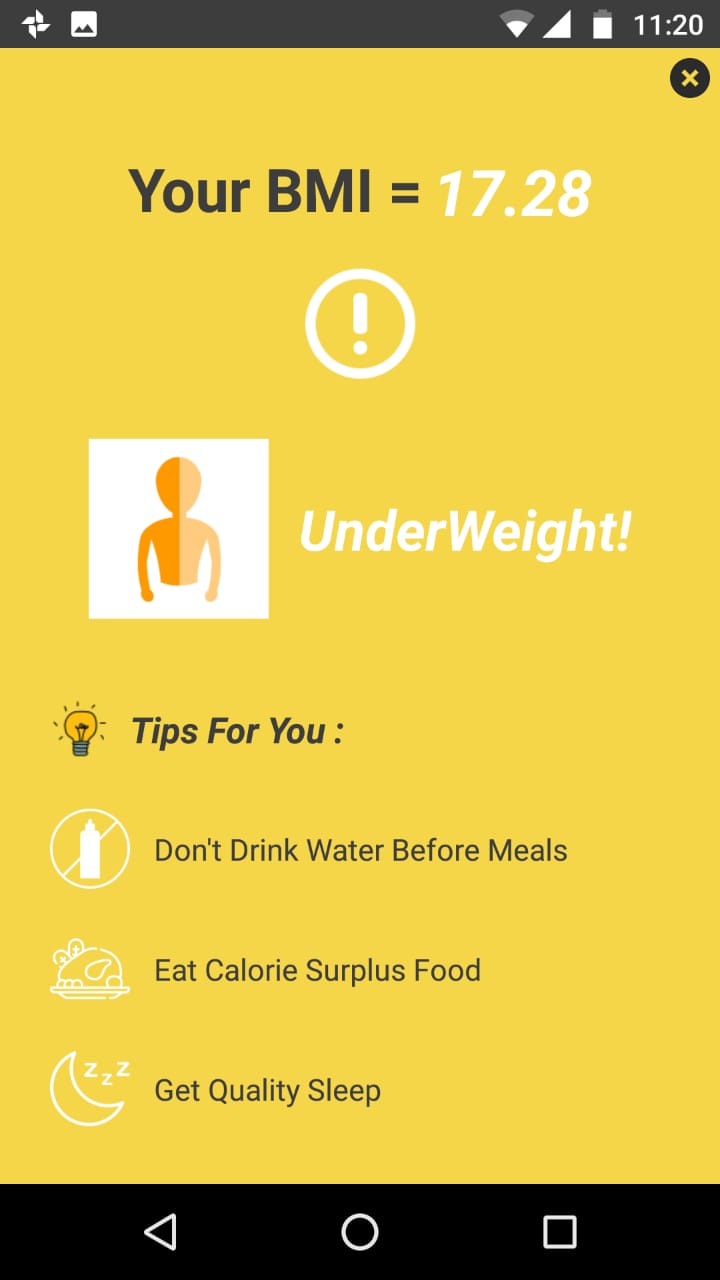 11:20
Your BMI = 17.28
UnderWeight!
Tips For You :
Don't Drink Water Before Meals
Eat Calorie Surplus Food
z z z
Get Quality Sleep